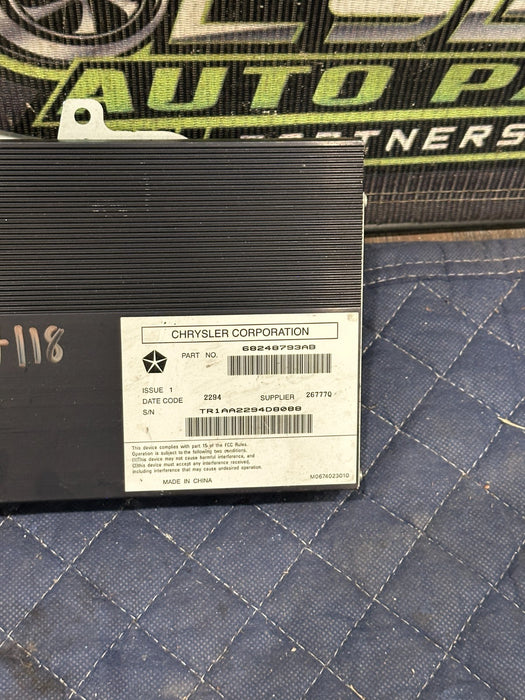 AUTO PA
PARTNERS
+118
CHRYSLER CORPORATION
PART NO. 68248793AB
ISSUE 1
DATE CODE 2294 SUPPLIER 26777Q
S/N TR1AA2294D8088
This device complies with part 15 of the FCC Rules.
Operation is subject to the following two conditions.
(1)This device may not cause harmful interference, and
(2)this device must accept any interference received,
including interference that may cause undesired operation.
MADE IN CHINA M0674023010